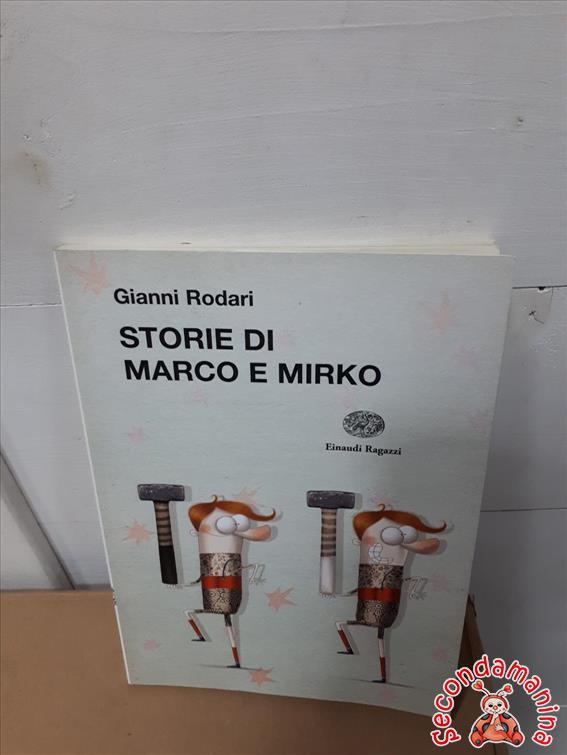 Gianni Rodari
STORIE DI
MARCO E MIRKO
Einaudi Ragazzi
Secondamanina